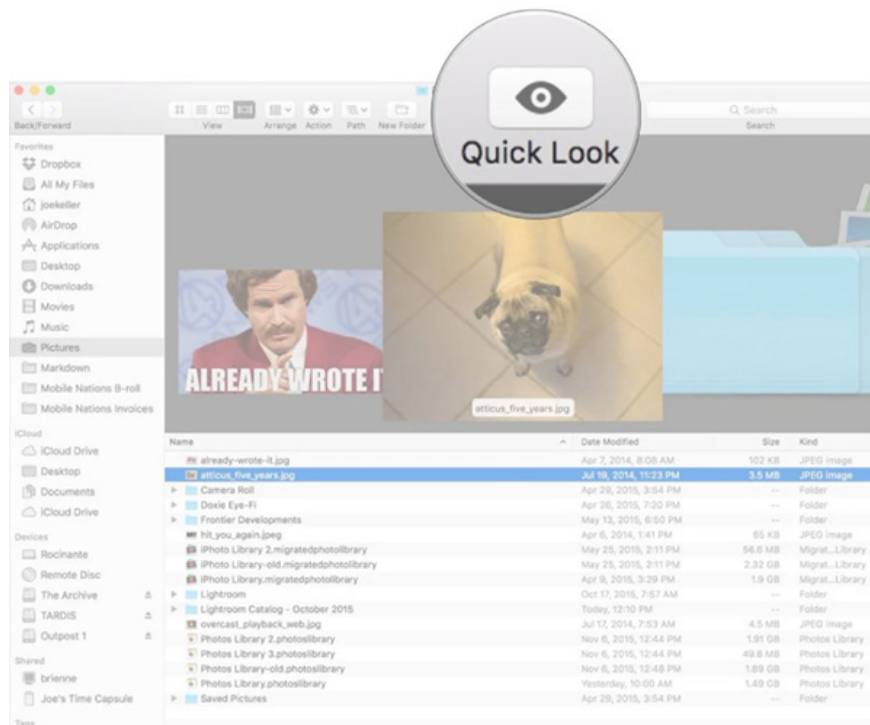 Quick Look
Search
Back/Forward View Arrange Action Path New Folder Search
Favorites
Dropbox
All My Files
joekeller
AirDrop
Applications
Desktop
Downloads
Movies
Music
Pictures
Markdown
Mobile Nations B-roll
Mobile Nations Invoices
iCloud
iCloud Drive
Desktop
Documents
iCloud Drive
Devices
Rocinante
Remote Disc
The Archive
TARDIS
Outpost 1
Shared
brienne
Joe's Time Capsule
Tags
ALREADY WROTE IT
atticus_five_years.jpg
Name Date Modified Size Kind
already-wrote-it.jpg Apr 7, 2014, 8:08 AM 102 KB JPEG image
atticus_five_years.jpg Jul 19, 2014, 11:23 PM 3.5 MB JPEG image
Camera Roll Apr 29, 2015, 3:54 PM -- Folder
Doxie Eye-Fi Apr 26, 2015, 7:20 PM -- Folder
Frontier Developments May 13, 2015, 6:50 PM -- Folder
hit_you_again.jpeg Apr 6, 2014, 1:41 PM 65 KB JPEG image
iPhoto Library 2.migratedphotolibrary May 25, 2015, 2:11 PM 56.6 MB Migrat...Library
iPhoto Library-old.migratedphotolibrary May 25, 2015, 2:11 PM 2.32 GB Migrat...Library
iPhoto Library.migratedphotolibrary Apr 9, 2015, 3:29 PM 1.9 GB Migrat...Library
Lightroom Oct 17, 2015, 7:57 AM -- Folder
Lightroom Catalog - October 2015 Today, 12:10 PM -- Folder
overcast_playback_web.jpg Jul 17, 2014, 7:53 AM 4.5 MB JPEG image
Photos Library 2.photoslibrary Nov 6, 2015, 12:44 PM 1.91 GB Photos Library
Photos Library 3.photoslibrary Nov 6, 2015, 12:44 PM 49.8 MB Photos Library
Photos Library-old.photoslibrary Nov 6, 2015, 12:48 PM 1.89 GB Photos Library
Photos Library.photoslibrary Yesterday, 10:00 AM 1.49 GB Photos Library
Saved Pictures Apr 29, 2015, 3:54 PM -- Folder